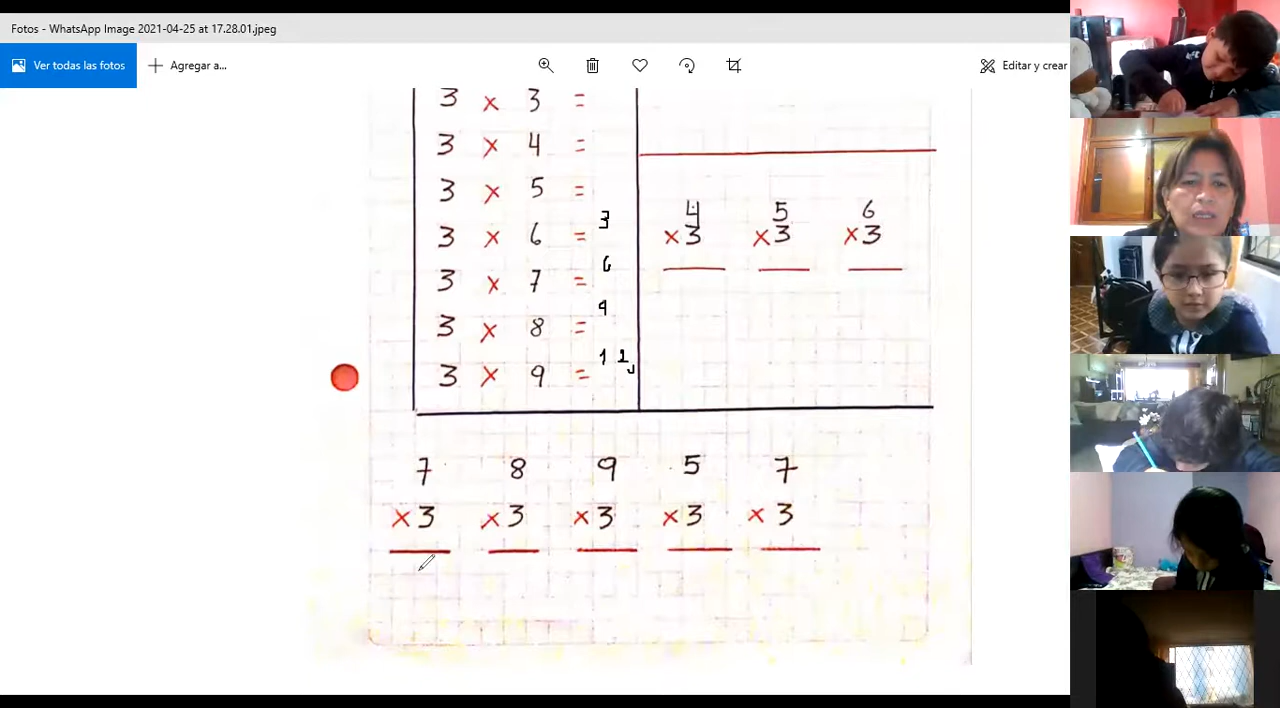 Fotos - WhatsApp Image 2021-04-25 at 17.28.01.jpeg
Ver todas las fotos
Agregar a...
Editar y crear
3 x 3 =
3 x 4 =
3 x 5 =
3 x 6 = 3
3 x 7 = 6
3 x 8 = 9
3 x 9 = 1 2
4 5 6
x3 x3 x3
7 8 9 5 7
x3 x3 x3 x3 x3